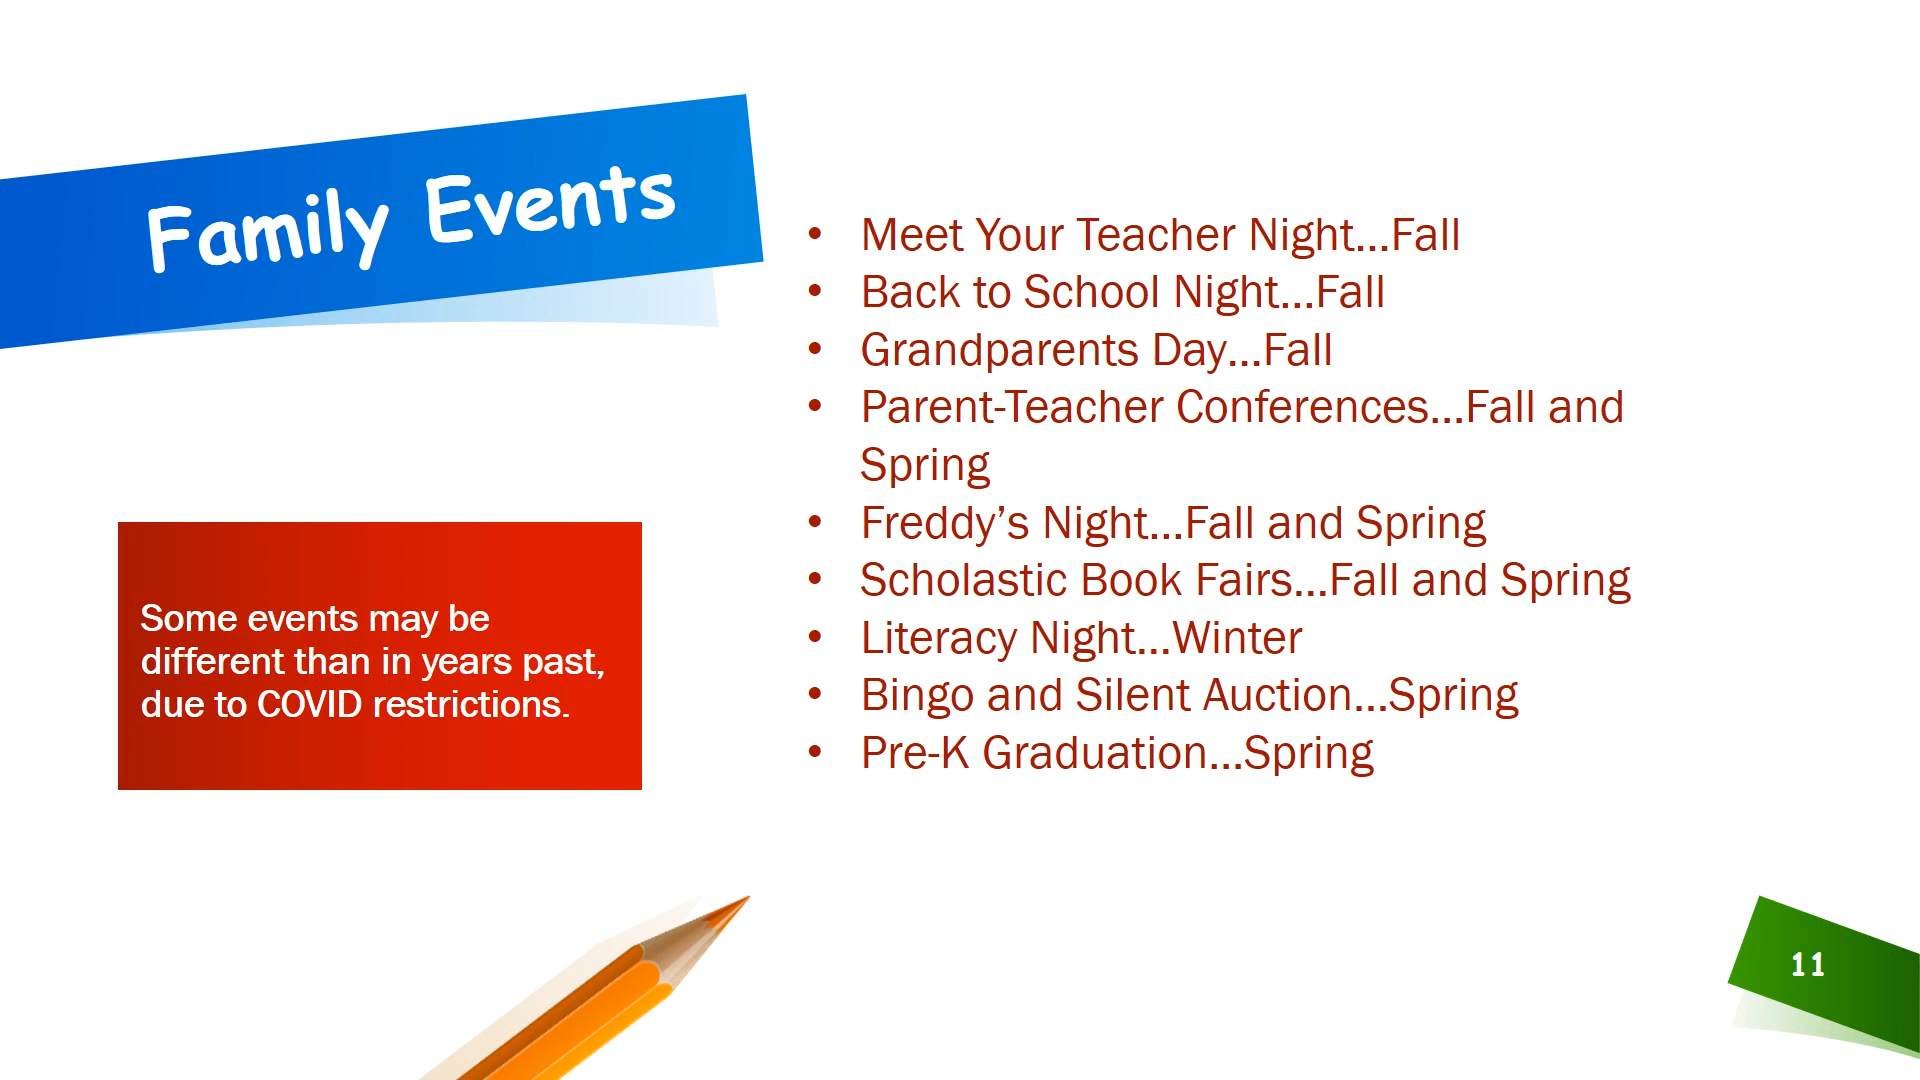 Family Events
• Meet Your Teacher Night...Fall
• Back to School Night...Fall
• Grandparents Day...Fall
• Parent-Teacher Conferences...Fall and
Spring
• Freddy’s Night...Fall and Spring
• Scholastic Book Fairs...Fall and Spring
• Literacy Night...Winter
• Bingo and Silent Auction...Spring
• Pre-K Graduation...Spring
Some events may be
different than in years past,
due to COVID restrictions.
11